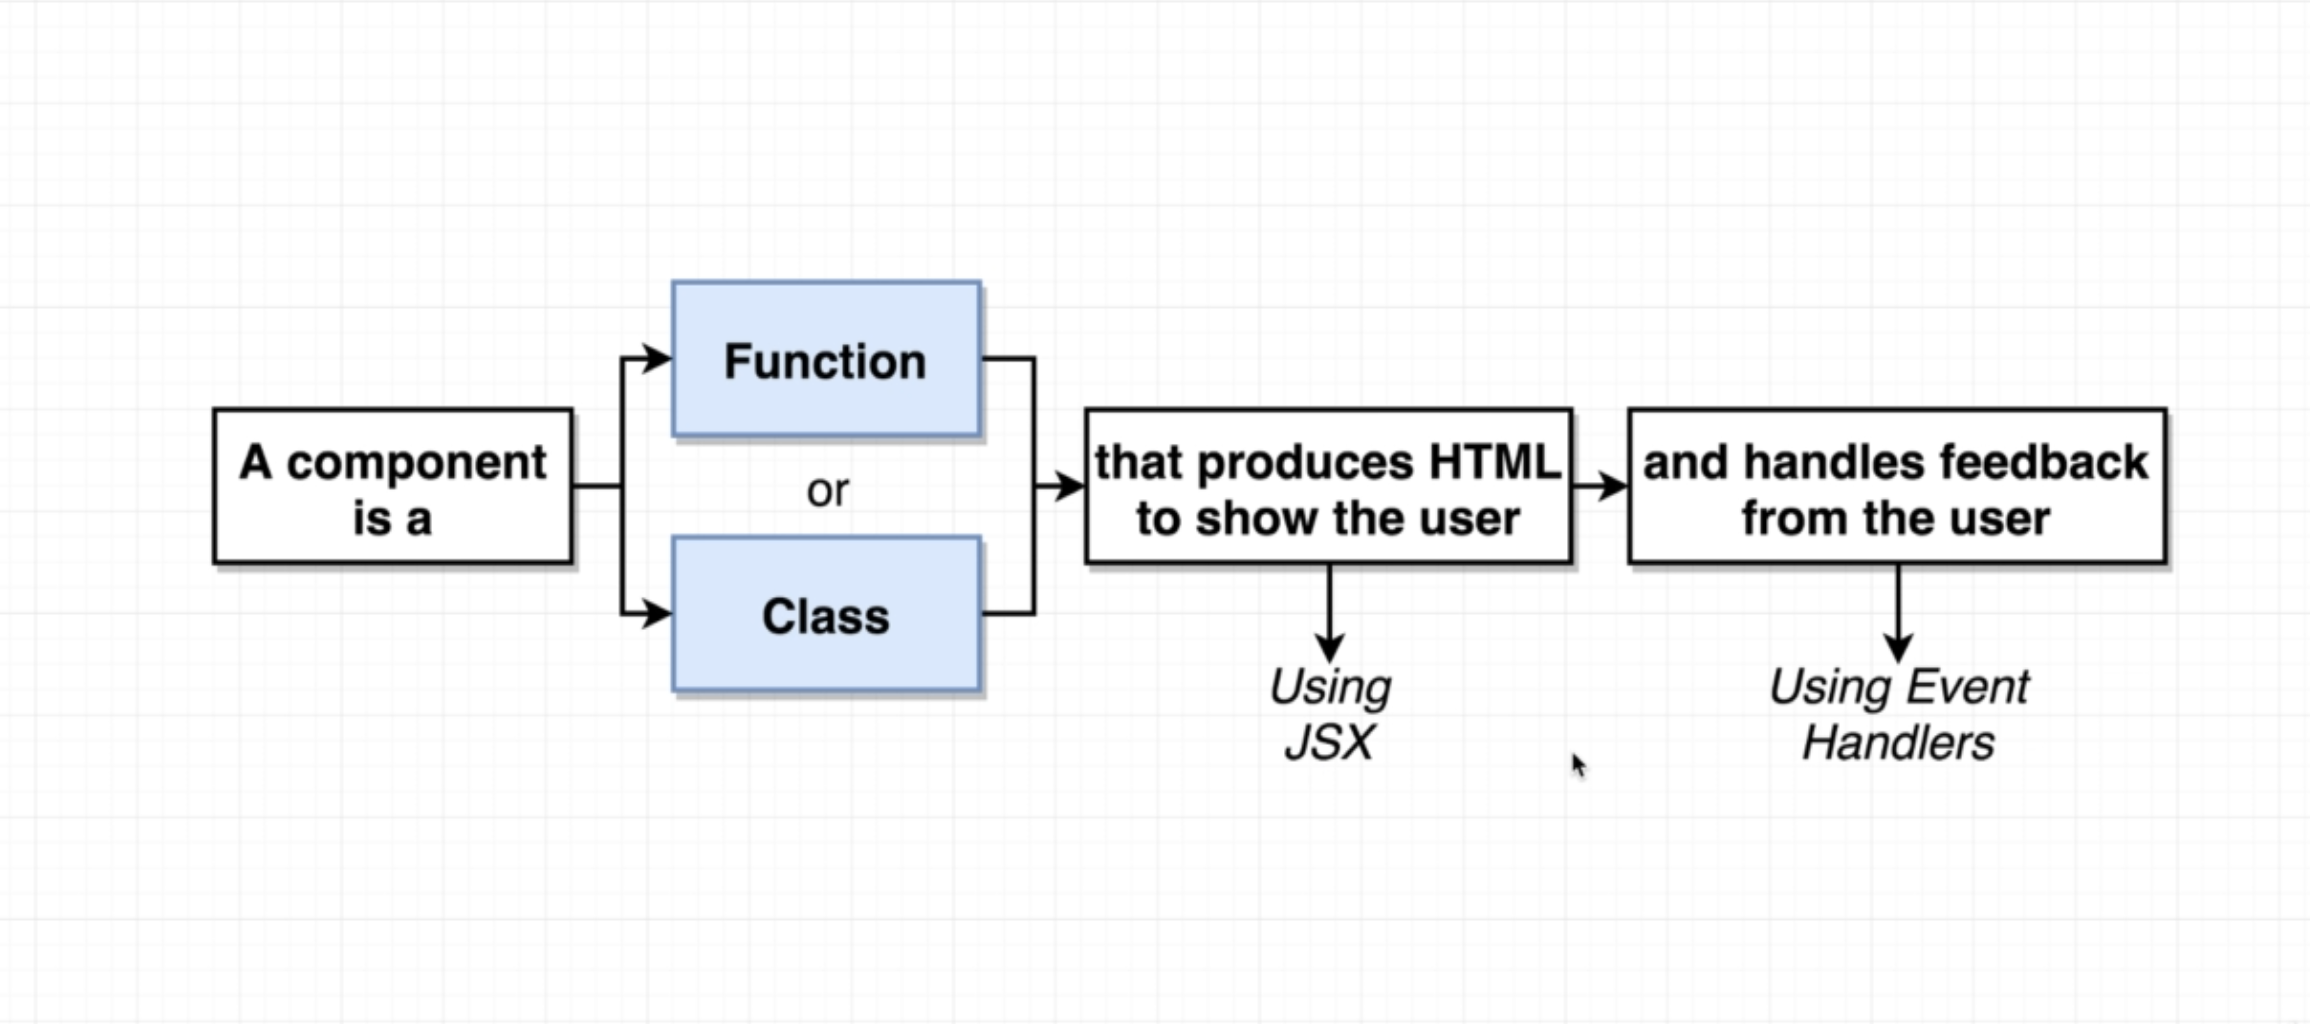 A component
is a
Function
or
Class
that produces HTML
to show the user
Using
JSX
and handles feedback
from the user
Using Event
Handlers